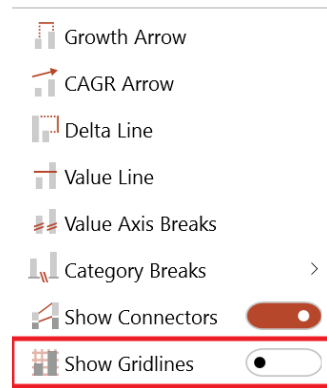 Growth Arrow
CAGR Arrow
Delta Line
Value Line
Value Axis Breaks
Category Breaks
Show Connectors
Show Gridlines